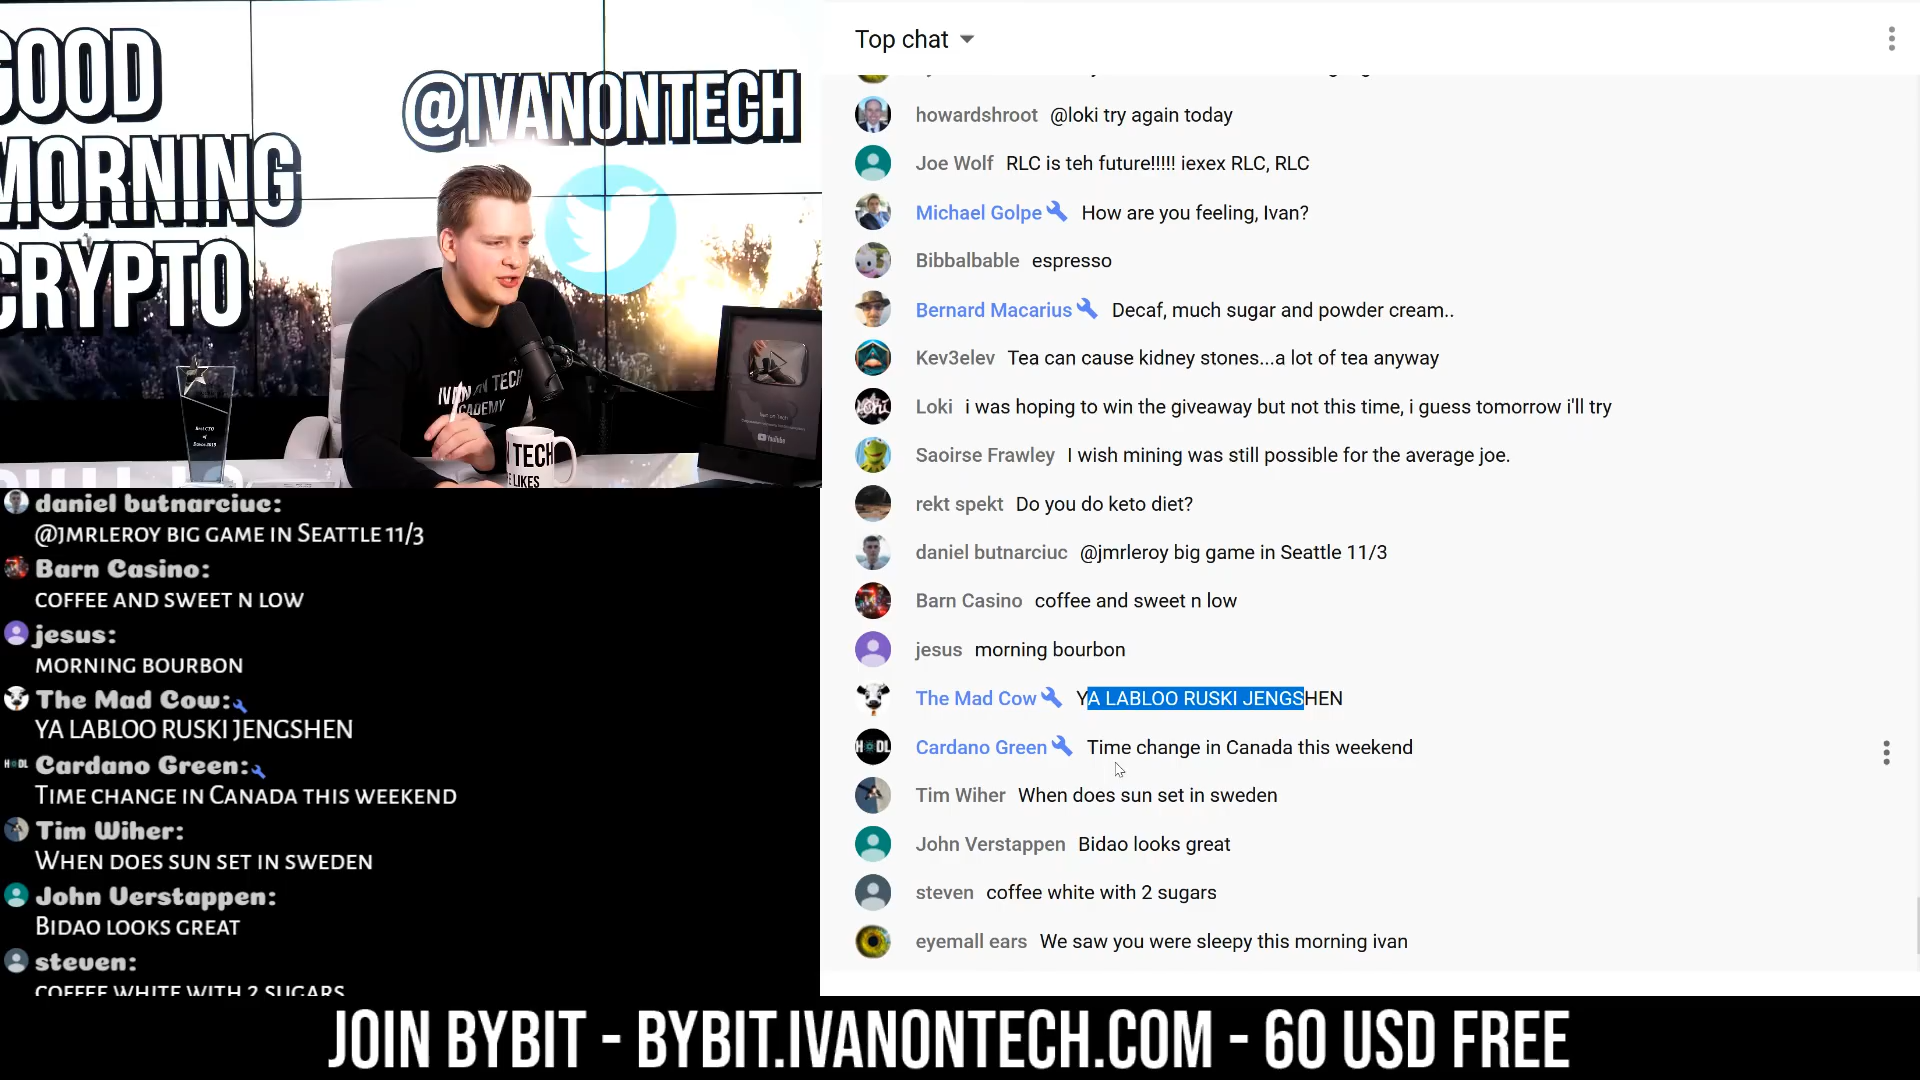 GOOD
MORNING
CRYPTO
@IVANONTECH
IVAN ON TECH
ACADEMY
N TECH
E LIKES
Best CTO
of
YouTube
daniel butnarciuc:
@jmrleroy big game in Seattle 11/3
Barn Casino:
coffee and sweet n low
jesus:
morning bourbon
The Mad Cow:
YA LABLOO RUSKI JENGSHEN
Cardano Green:
Time change in Canada this weekend
Tim Wiher:
When does sun set in sweden
John Verstappen:
Bidao looks great
steven:
coffee white with 2 sugars
Top chat
howardshroot @loki try again today
Joe Wolf RLC is teh future!!!!! iexex RLC, RLC
Michael Golpe How are you feeling, Ivan?
Bibbalbable espresso
Bernard Macarius Decaf, much sugar and powder cream..
Kev3elev Tea can cause kidney stones...a lot of tea anyway
Loki i was hoping to win the giveaway but not this time, i guess tomorrow i'll try
Saoirse Frawley I wish mining was still possible for the average joe.
rekt spekt Do you do keto diet?
daniel butnarciuc @jmrleroy big game in Seattle 11/3
Barn Casino coffee and sweet n low
jesus morning bourbon
The Mad Cow YA LABLOO RUSKI JENGSHEN
HODL Cardano Green Time change in Canada this weekend
Tim Wiher When does sun set in sweden
John Verstappen Bidao looks great
steven coffee white with 2 sugars
eyemall ears We saw you were sleepy this morning ivan
JOIN BYBIT - BYBIT.IVANONTECH.COM - 60 USD FREE